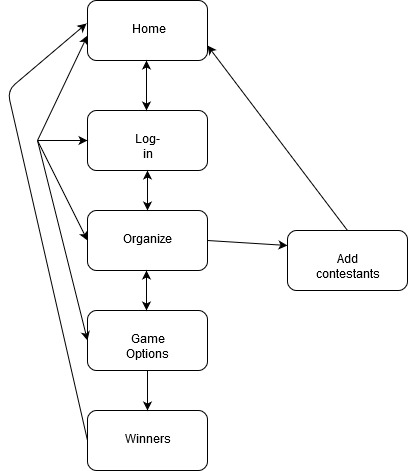 Home
Log-
in
Organize
Add
contestants
Game
Options
Winners